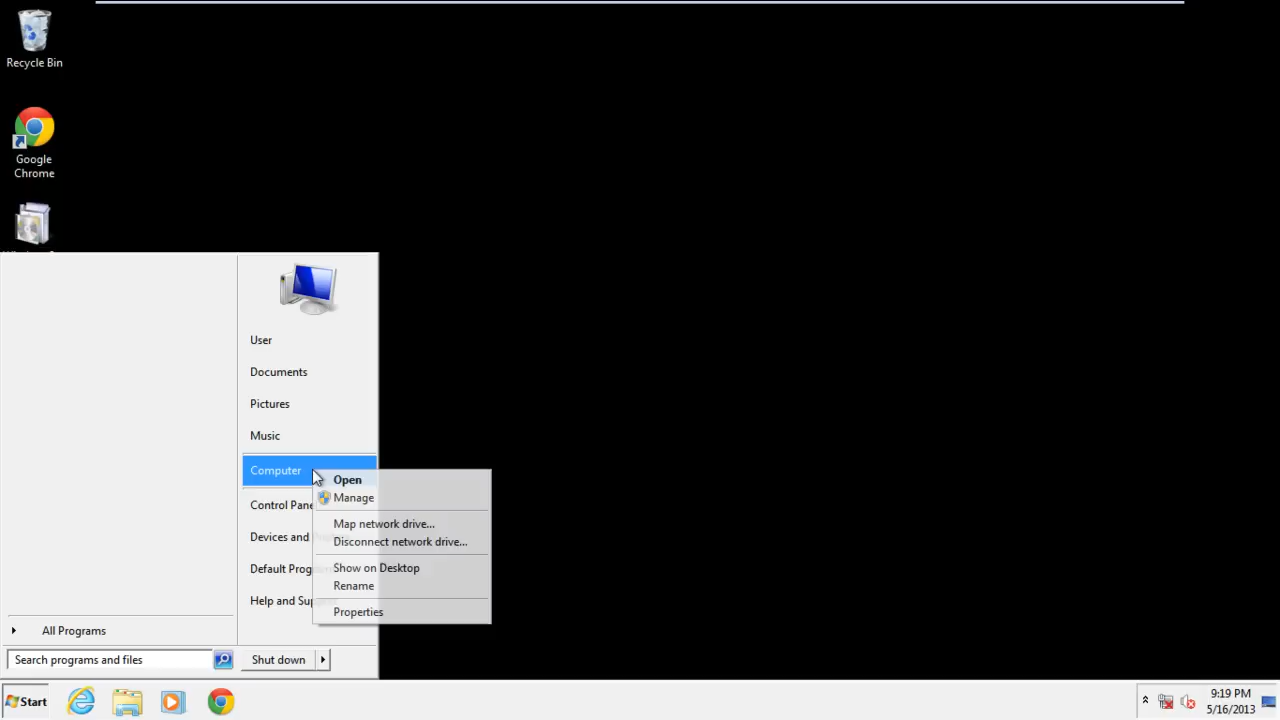 Recycle Bin
Google
Chrome
User
Documents
Pictures
Music
Computer
Control Pane
Devices and
Default Prog
Help and Sup
Open
Manage
Map network drive...
Disconnect network drive...
Show on Desktop
Rename
Properties
All Programs
Search programs and files
Shut down
Start
9:19 PM
5/16/2013